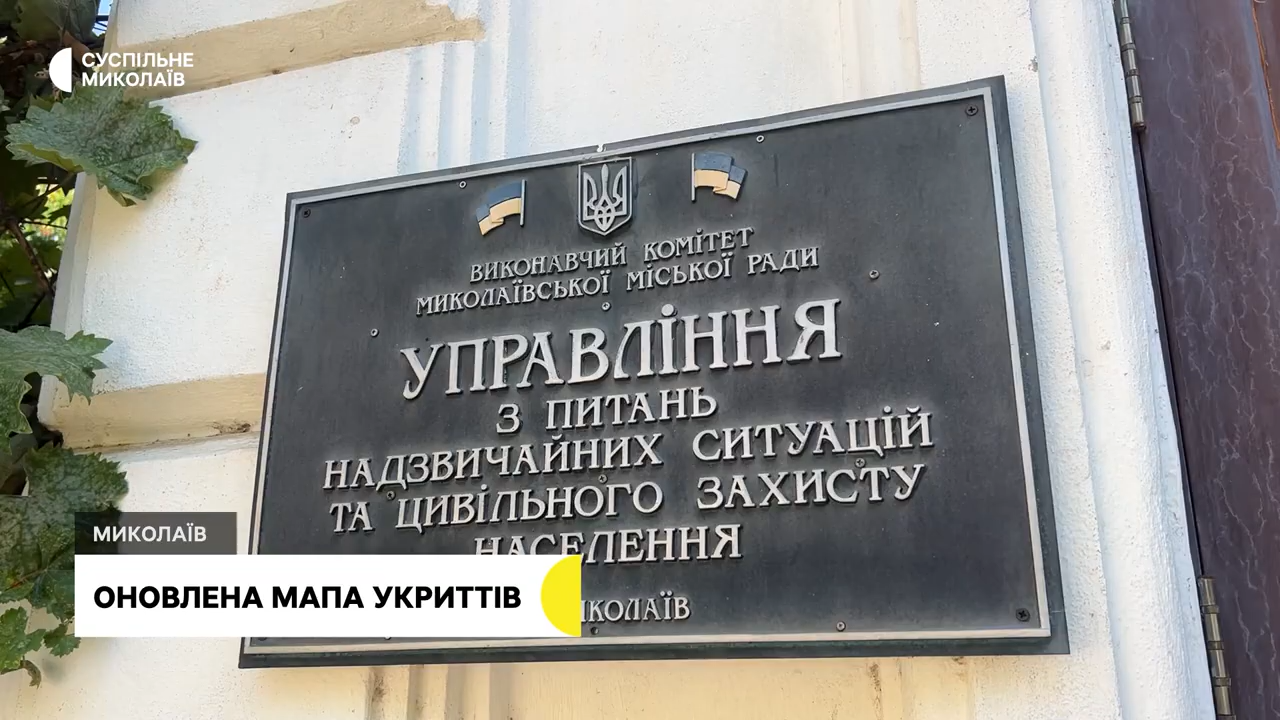 СУСПІЛЬНЕ
МИКОЛАЇВ
ВИКОНАВЧИЙ КОМІТЕТ
МИКОЛАЇВСЬКОЇ МІСЬКОЇ РАДИ
УПРАВЛІННЯ
З ПИТАНЬ
НАДЗВИЧАЙНИХ СИТУАЦІЙ
ТА ЦИВІЛЬНОГО ЗАХИСТУ
НАСЕЛЕННЯ
ИКОЛАЇВ
МИКОЛАЇВ
ОНОВЛЕНА МАПА УКРИТТІВ